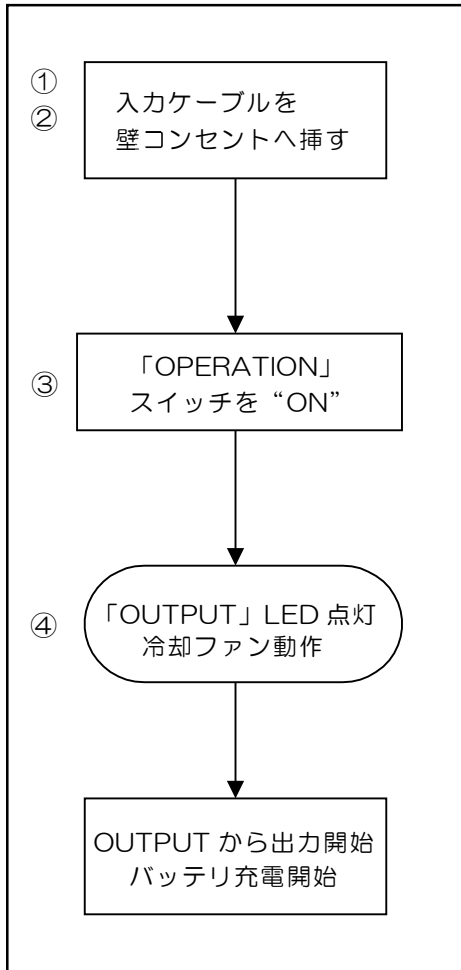 ①
②
入力ケーブルを
壁コンセントへ挿す
③
「OPERATION」
スイッチを “ON”
④
「OUTPUT」LED 点灯
冷却ファン動作
OUTPUT から出力開始
バッテリ充電開始